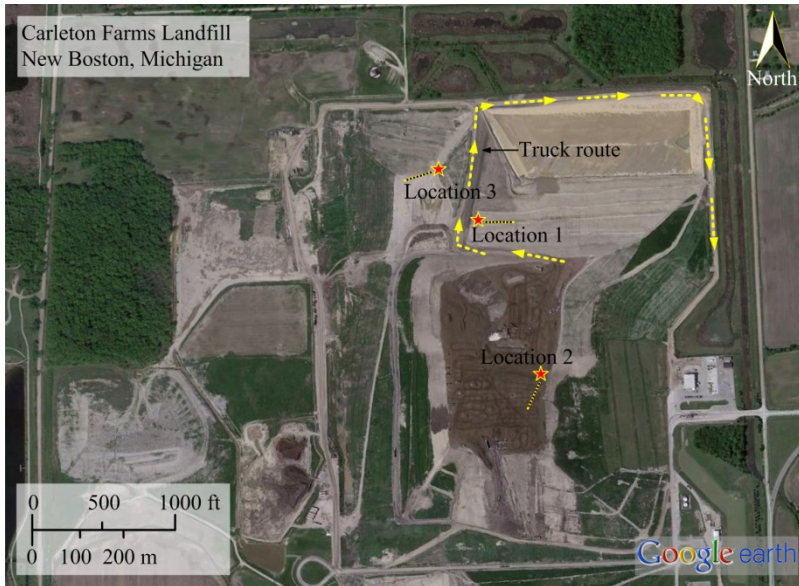 Carleton Farms Landfill
New Boston, Michigan
North
Truck route
Location 3
Location 1
Location 2
0 500 1000 ft
0 100 200 m
Google earth